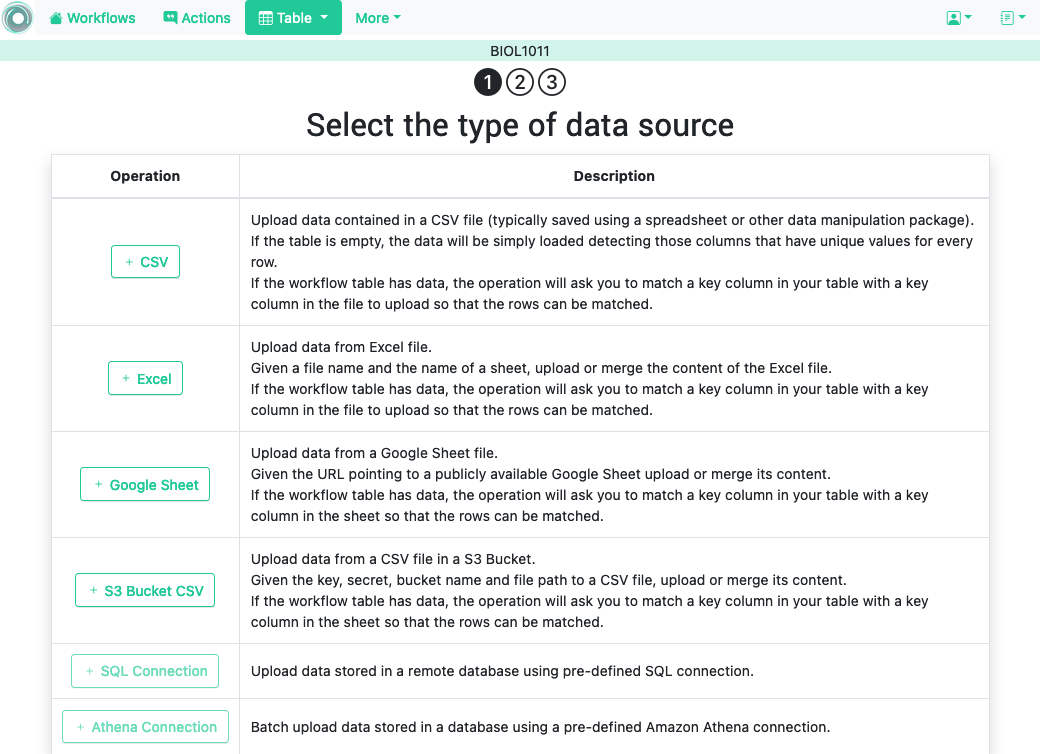 Workflows Actions Table More
BIOL1011
1 2 3
Select the type of data source
Operation Description
Upload data contained in a CSV file (typically saved using a spreadsheet or other data manipulation package).
If the table is empty, the data will be simply loaded detecting those columns that have unique values for every
row.
+ CSV
If the workflow table has data, the operation will ask you to match a key column in your table with a key
column in the file to upload so that the rows can be matched.
Upload data from Excel file.
Given a file name and the name of a sheet, upload or merge the content of the Excel file.
+ Excel
If the workflow table has data, the operation will ask you to match a key column in your table with a key
column in the file to upload so that the rows can be matched.
Upload data from a Google Sheet file.
Given the URL pointing to a publicly available Google Sheet upload or merge its content.
+ Google Sheet
If the workflow table has data, the operation will ask you to match a key column in your table with a key
column in the sheet so that the rows can be matched.
Upload data from a CSV file in a S3 Bucket.
Given the key, secret, bucket name and file path to a CSV file, upload or merge its content.
+ S3 Bucket CSV
If the workflow table has data, the operation will ask you to match a key column in your table with a key
column in the sheet so that the rows can be matched.
+ SQL Connection Upload data stored in a remote database using pre-defined SQL connection.
+ Athena Connection Batch upload data stored in a database using a pre-defined Amazon Athena connection.